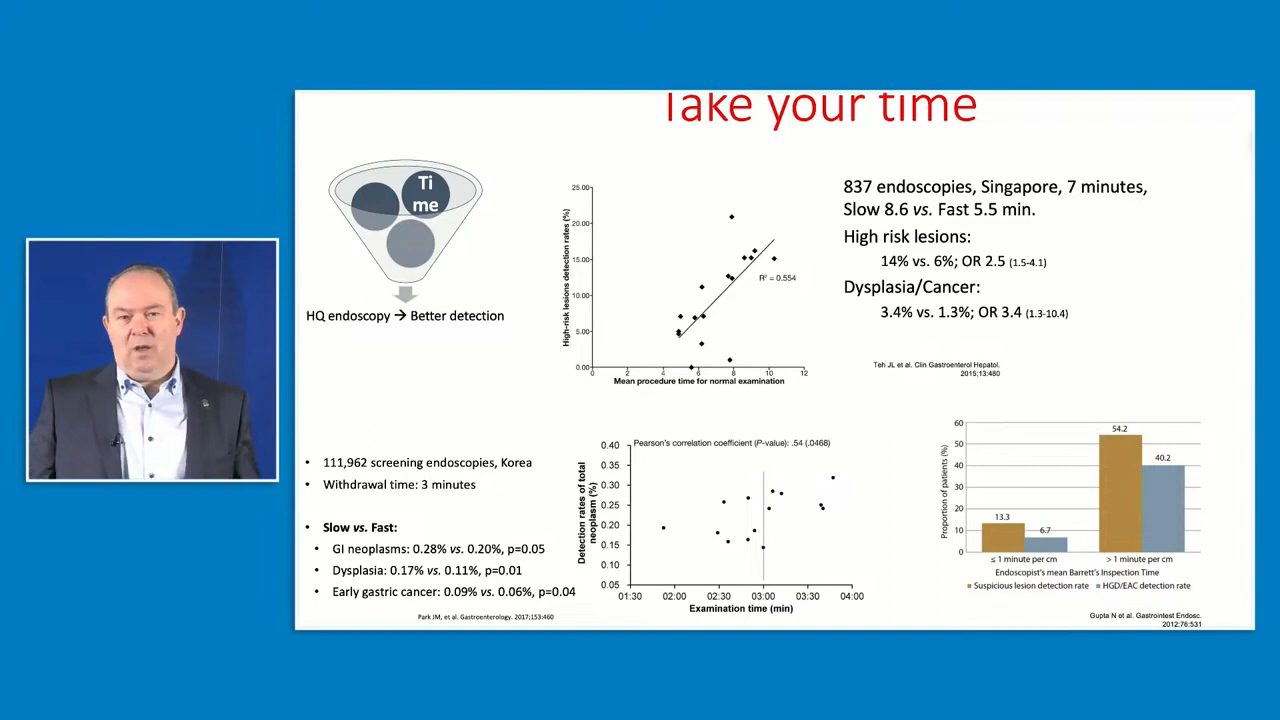 Take your time
Ti
me
HQ endoscopy → Better detection
25.00
20.00
15.00
10.00
5.00
0.00
0
2
4
6
8
10
12
High-risk lesions detection rates (%)
R² = 0.554
Mean procedure time for normal examination
837 endoscopies, Singapore, 7 minutes,
Slow 8.6 vs. Fast 5.5 min.
High risk lesions:
14% vs. 6%; OR 2.5 (1.5-4.1)
Dysplasia/Cancer:
3.4% vs. 1.3%; OR 3.4 (1.3-10.4)
Teh JL et al. Clin Gastroenterol Hepatol.
2015;13:480
• 111,962 screening endoscopies, Korea
• Withdrawal time: 3 minutes
• Slow vs. Fast:
• GI neoplasms: 0.28% vs. 0.20%, p=0.05
• Dysplasia: 0.17% vs. 0.11%, p=0.01
• Early gastric cancer: 0.09% vs. 0.06%, p=0.04
Park JM, et al. Gastroenterology. 2017;153:460
Pearson's correlation coefficient (P-value): .54 (.0468)
Detection rates of total
neoplasm (%)
0.40
0.35
0.30
0.25
0.20
0.15
0.10
0.05
01:30
02:00
02:30
03:00
03:30
04:00
Examination time (min)
Proportion of patients (%)
60
50
40
30
20
10
0
13.3
6.7
54.2
40.2
≤ 1 minute per cm
> 1 minute per cm
Endoscopist's mean Barrett's Inspection Time
Suspicious lesion detection rate
HGD/EAC detection rate
Gupta N et al. Gastrointest Endosc.
2012;76:531